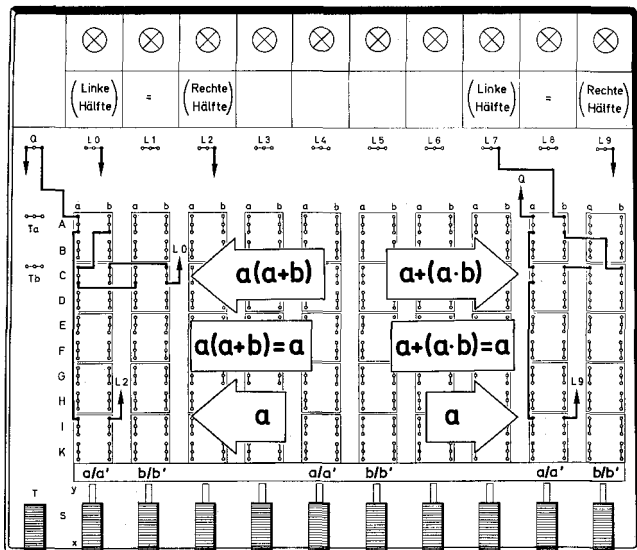 (Linke Hälfte) = (Rechte Hälfte) (Linke Hälfte) = (Rechte Hälfte)
Q L0 L1 L2 L3 L4 L5 L6 L7 L8 L9
Q
a b a b a b a b a b a b a b a b a b a b
A
Ta
B
L0
C
Tb
a(a+b) a+(a·b)
D
E
a(a+b)=a a+(a·b)=a
F
G
L2 L9
H
a a
I
K
a/a' b/b' a/a' b/b' a/a' b/b'
T y
S
x